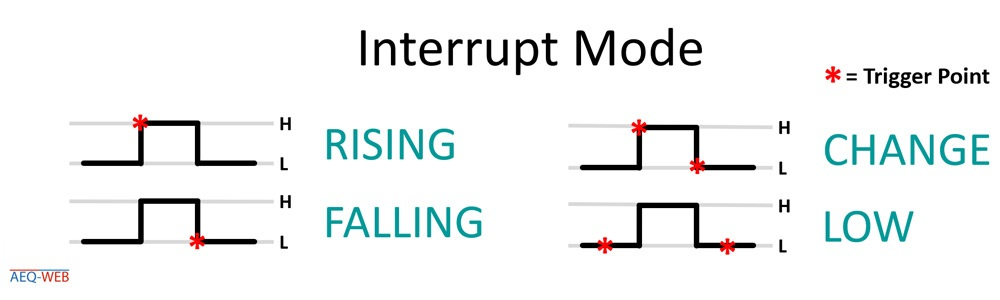 Interrupt Mode
* = Trigger Point
H
RISING
L
H
FALLING
L
H
CHANGE
L
H
LOW
L
AEQ-WEB